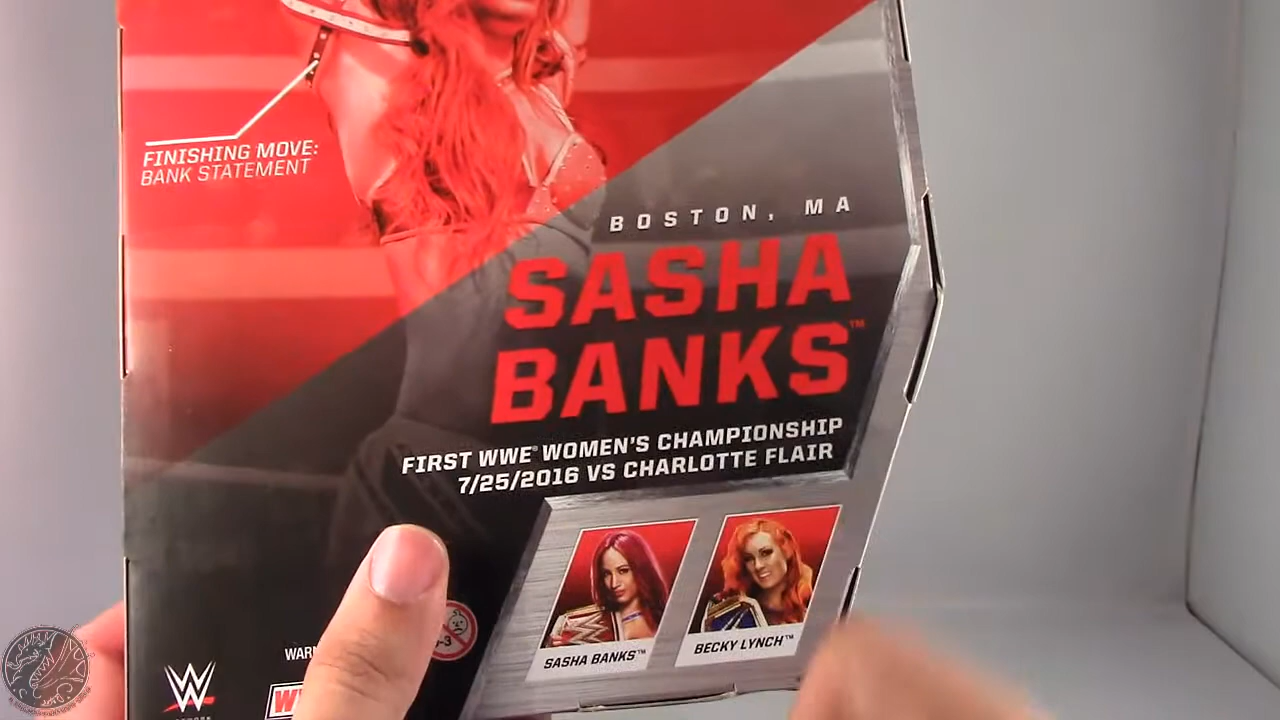 FINISHING MOVE:
BANK STATEMENT
BOSTON, MA
SASHA
BANKS™
FIRST WWE® WOMEN'S CHAMPIONSHIP
7/25/2016 VS CHARLOTTE FLAIR
SASHA BANKS™
BECKY LYNCH™